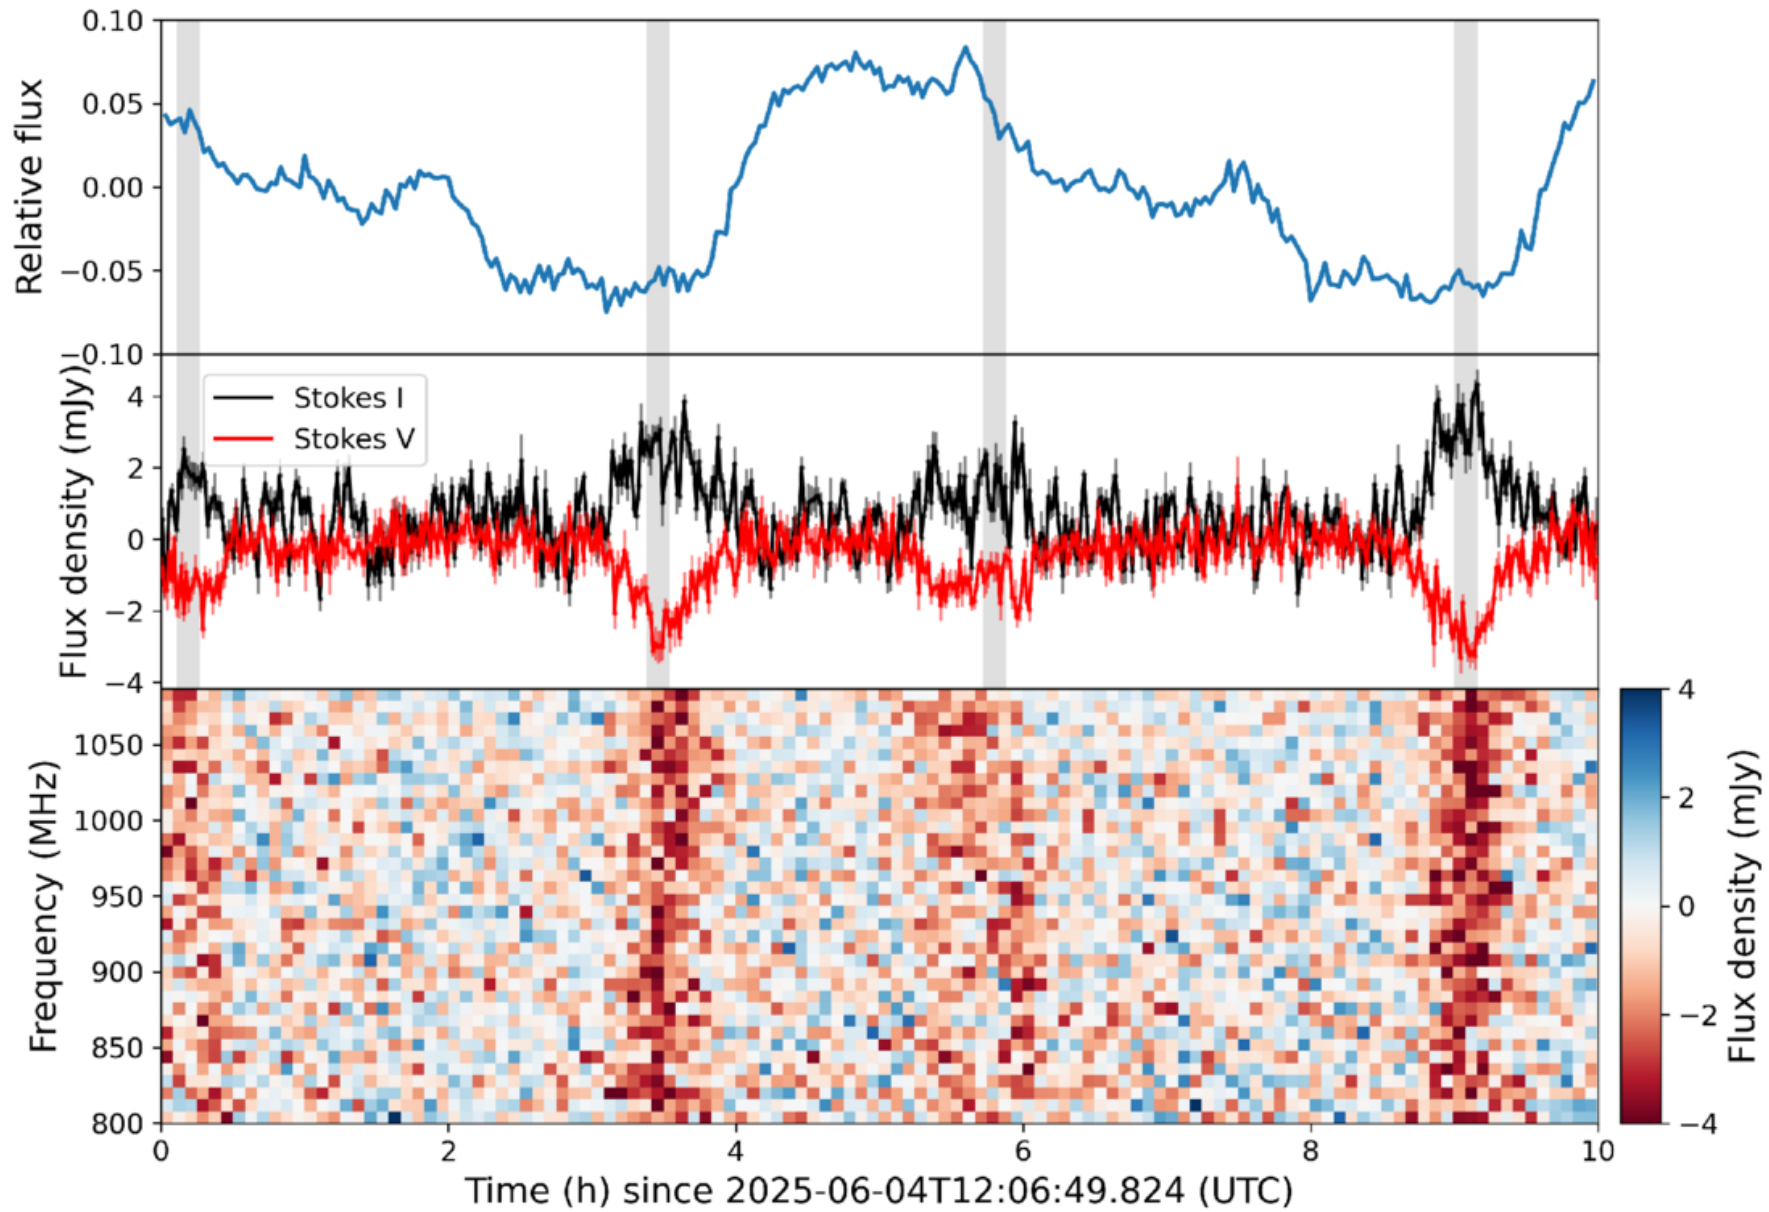 0.10
0.05
0.00
−0.05
−0.10
Relative flux
4
2
0
−2
−4
Flux density (mJy)
Stokes I
Stokes V
1050
1000
950
900
850
800
Frequency (MHz)
4
2
0
−2
−4
Flux density (mJy)
0 2 4 6 8 10
Time (h) since 2025-06-04T12:06:49.824 (UTC)